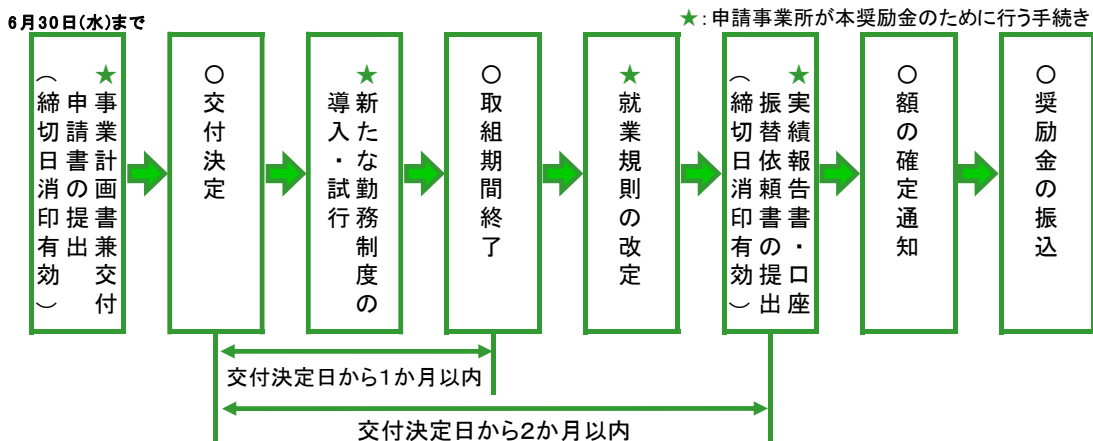 6月30日(水)まで
★：申請事業所が本奨励金のために行う手続き
★事業計画書兼交付
申請書の提出
（締切日消印有効）
○交付決定
★新たな勤務制度の
導入・試行
○取組期間終了
★就業規則の改定
★実績報告書・口座
振替依頼書の提出
（締切日消印有効）
○額の確定通知
○奨励金の振込
交付決定日から1か月以内
交付決定日から2か月以内